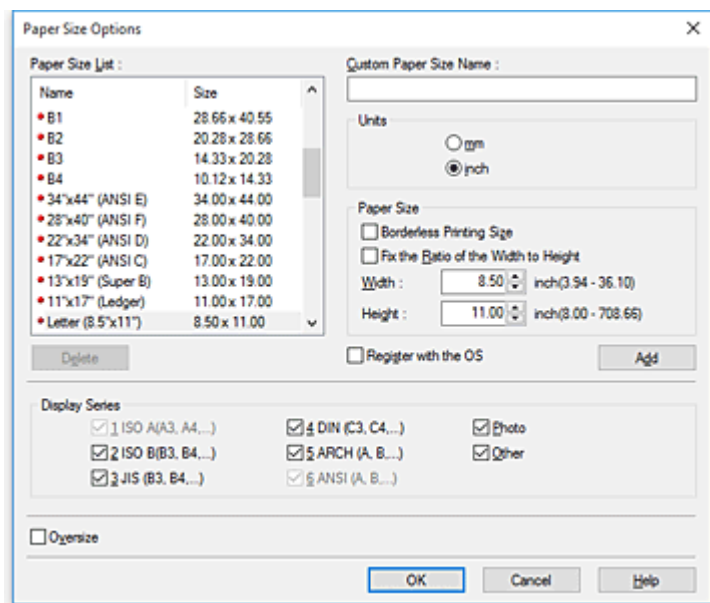 Paper Size Options
Paper Size List :
Name Size
B1 28.66 x 40.55
B2 20.28 x 28.66
B3 14.33 x 20.28
B4 10.12 x 14.33
34"x44" (ANSI E) 34.00 x 44.00
28"x40" (ANSI F) 28.00 x 40.00
22"x34" (ANSI D) 22.00 x 34.00
17"x22" (ANSI C) 17.00 x 22.00
13"x19" (Super B) 13.00 x 19.00
11"x17" (Ledger) 11.00 x 17.00
Letter (8.5"x11") 8.50 x 11.00
Delete
Custom Paper Size Name :
Units
mm
inch
Paper Size
Borderless Printing Size
Fix the Ratio of the Width to Height
Width : 8.50 inch(3.94 - 36.10)
Height : 11.00 inch(8.00 - 708.66)
Register with the OS Add
Display Series
1 ISO A(A3, A4,...) 4 DIN (C3, C4,...) Photo
2 ISO B(B3, B4,...) 5 ARCH (A, B,...) Other
3 JIS (B3, B4,...) 6 ANSI (A, B,...)
Oversize
OK Cancel Help